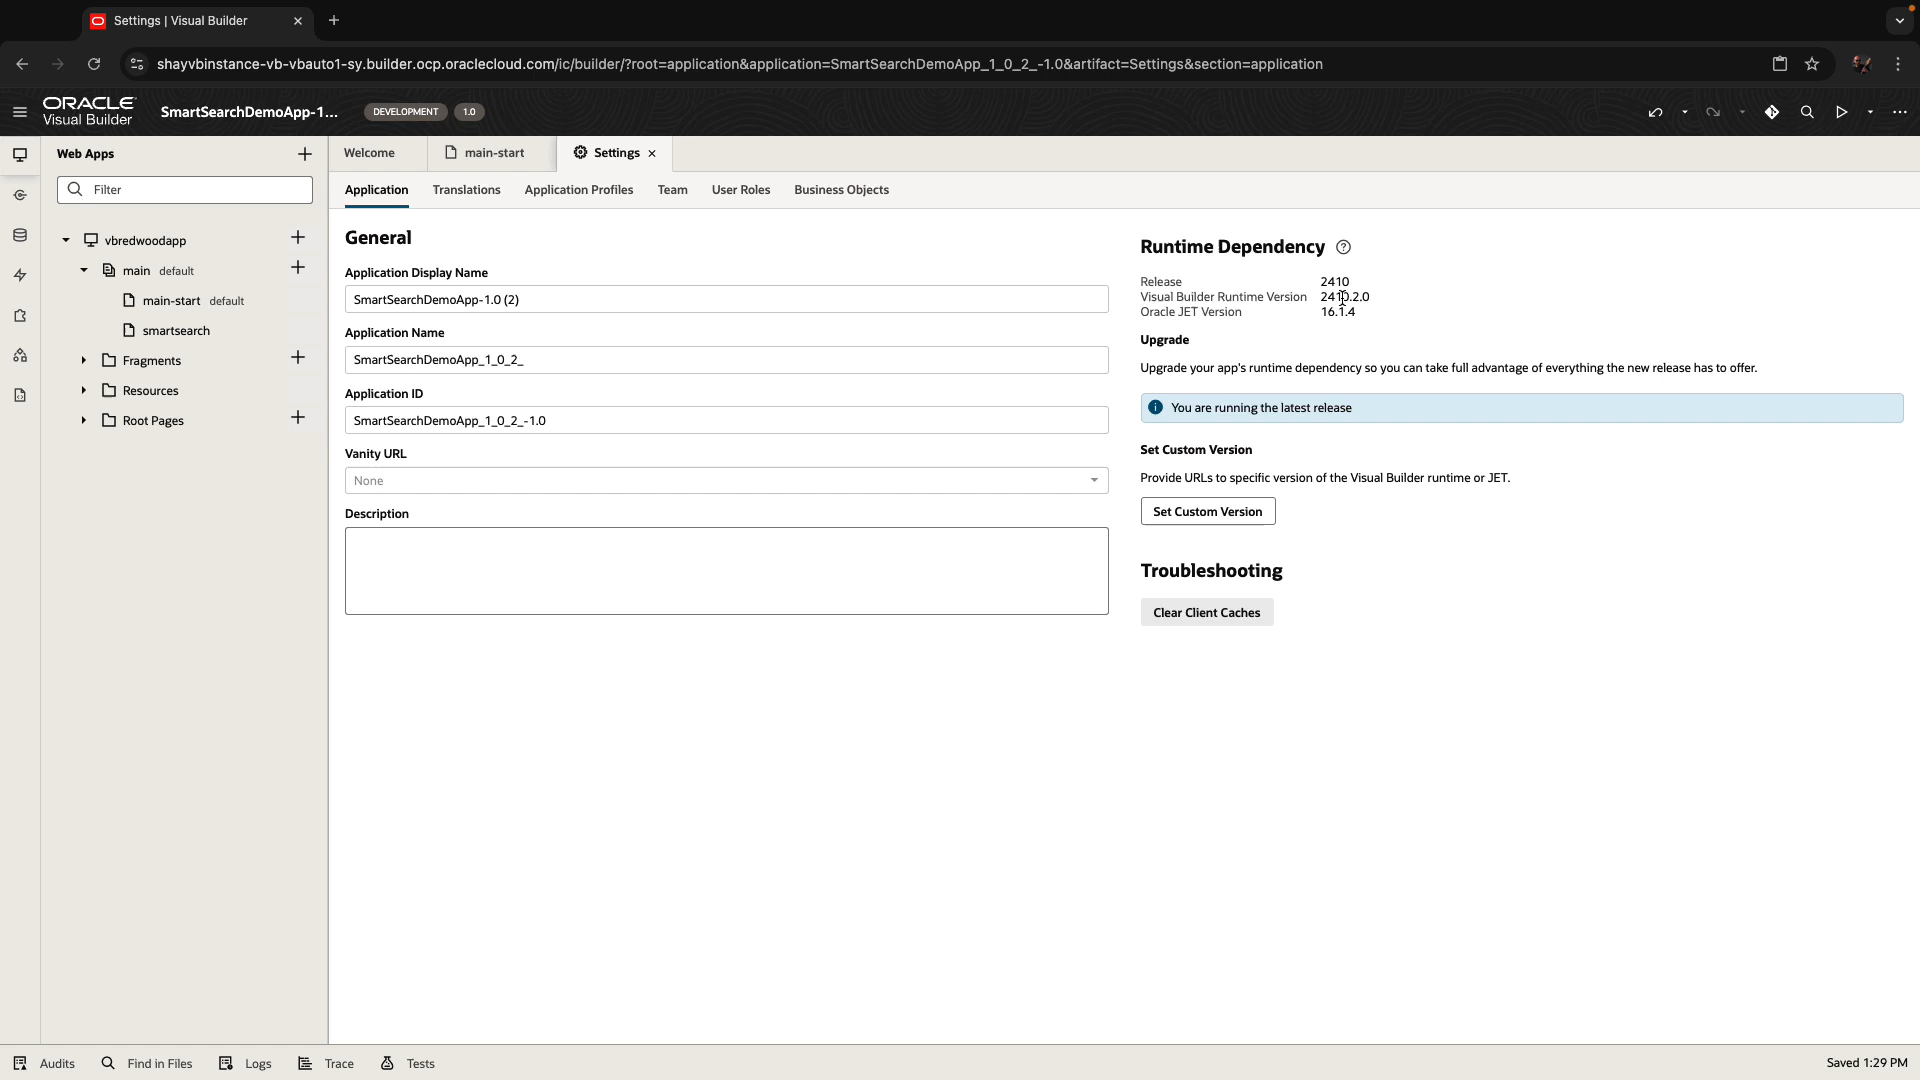 Settings | Visual Builder
shayvbinstance-vb-vbauto1-sy.builder.ocp.oraclecloud.com/ic/builder/?root=application&application=SmartSearchDemoApp_1_0_2_-1.0&artifact=Settings&section=application
ORACLE
Visual Builder
SmartSearchDemoApp-1...
DEVELOPMENT
1.0
Web Apps
Filter
vbredwoodapp
main default
main-start default
smartsearch
Fragments
Resources
Root Pages
Welcome
main-start
Settings
Application
Translations
Application Profiles
Team
User Roles
Business Objects
General
Application Display Name
SmartSearchDemoApp-1.0 (2)
Application Name
SmartSearchDemoApp_1_0_2_
Application ID
SmartSearchDemoApp_1_0_2_-1.0
Vanity URL
None
Description
Runtime Dependency
Release 2410
Visual Builder Runtime Version 2410.2.0
Oracle JET Version 16.1.4
Upgrade
Upgrade your app's runtime dependency so you can take full advantage of everything the new release has to offer.
You are running the latest release
Set Custom Version
Provide URLs to specific version of the Visual Builder runtime or JET.
Set Custom Version
Troubleshooting
Clear Client Caches
Audits
Find in Files
Logs
Trace
Tests
Saved 1:29 PM